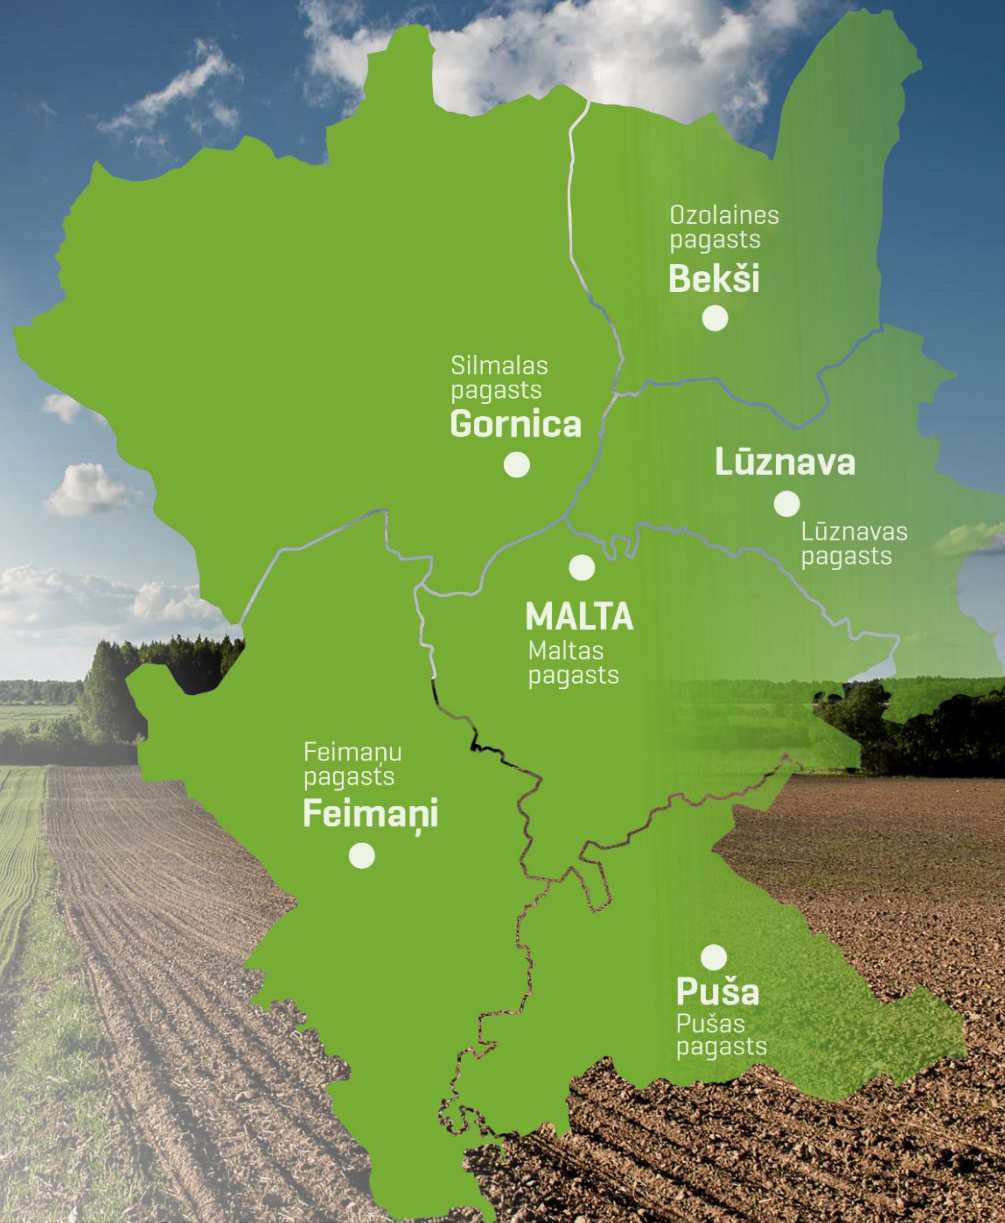 Ozolaines
pagasts
Bekši
Silmalas
pagasts
Gornica
Lūznava
Lūznavas
pagasts
MALTA
Maltas
pagasts
Feimaņu
pagasts
Feimaņi
Puša
Pušas
pagasts